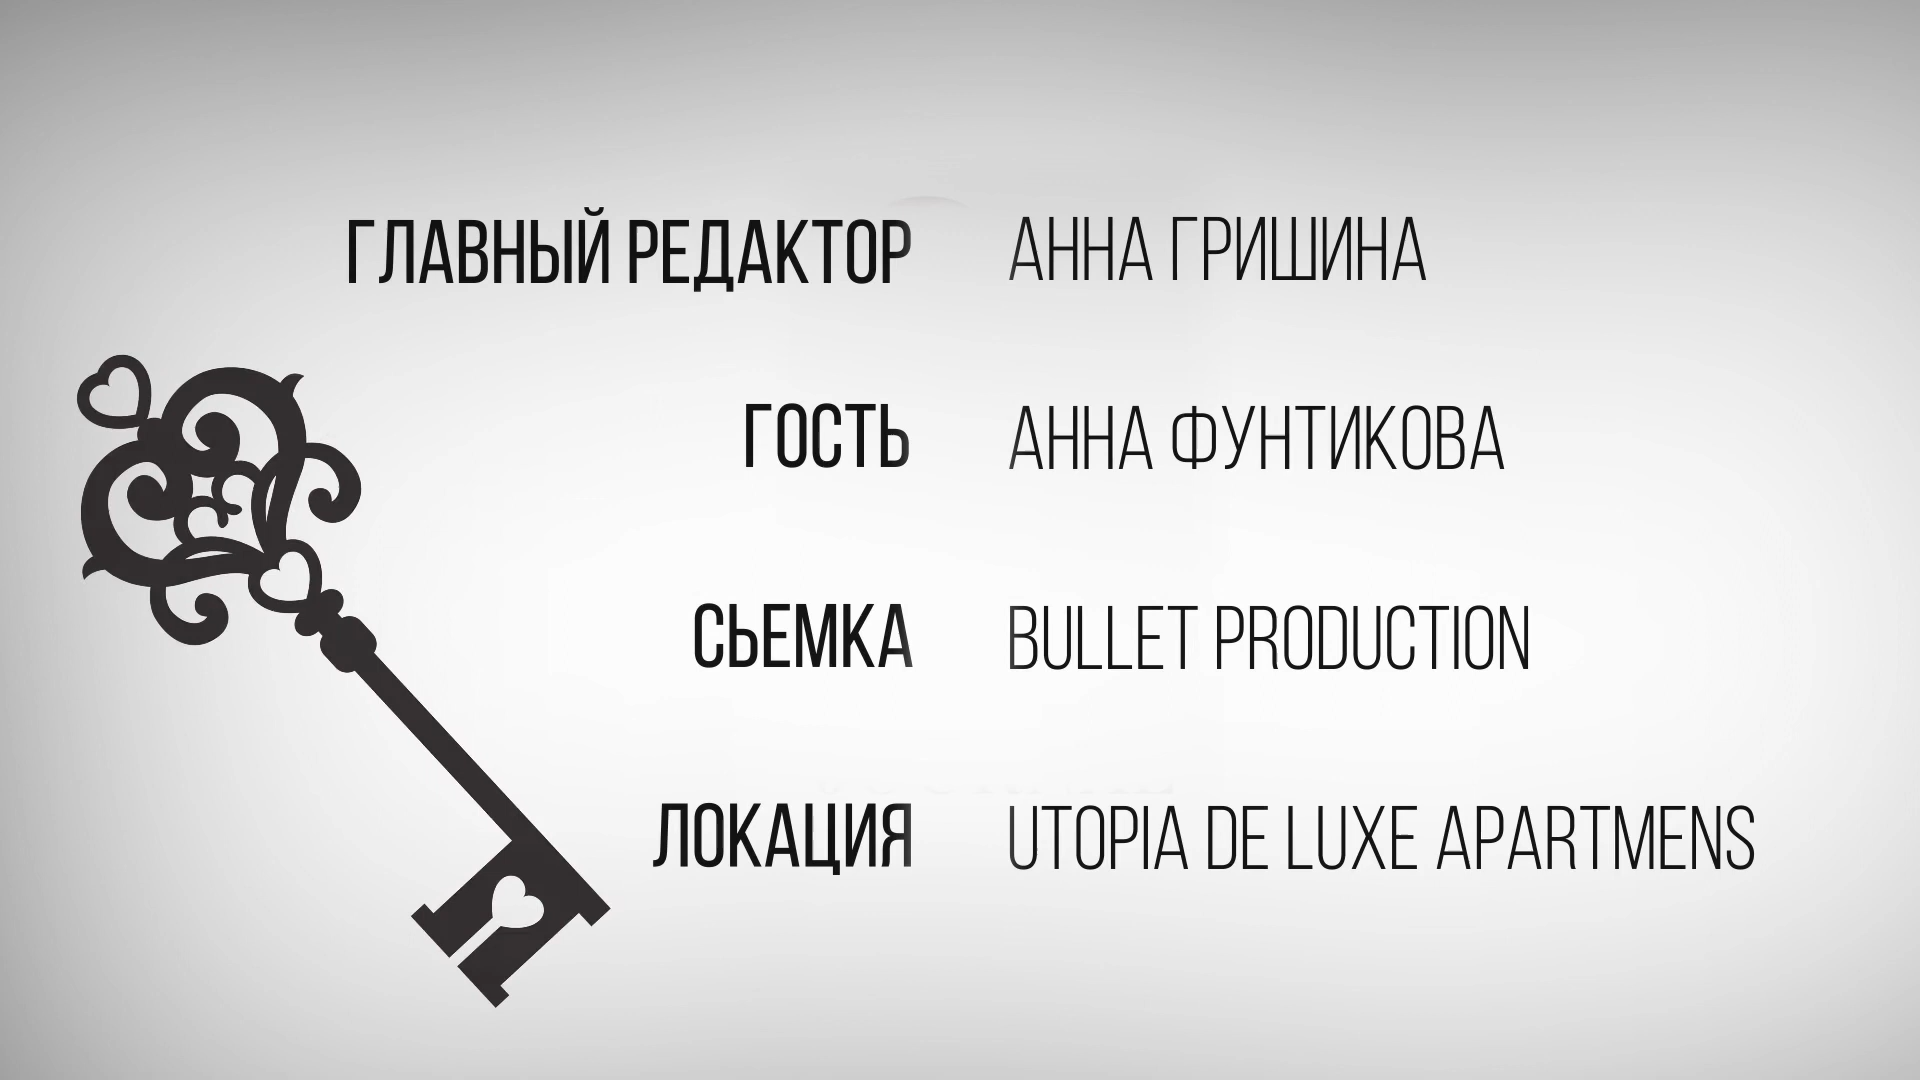 ГЛАВНЫЙ РЕДАКТОР АННА ГРИШИНА
ГОСТЬ АННА ФУНТИКОВА
СЬЕМКА BULLET PRODUCTION
ЛОКАЦИЯ UTOPIA DE LUXE APARTMENS